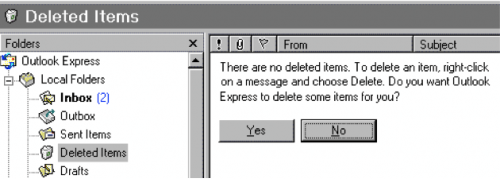 Deleted Items
Folders
! From Subject
Outlook Express
Local Folders
Inbox (2)
Outbox
Sent Items
Deleted Items
Drafts
There are no deleted items. To delete an item, right-click
on a message and choose Delete. Do you want Outlook
Express to delete some items for you?
Yes No